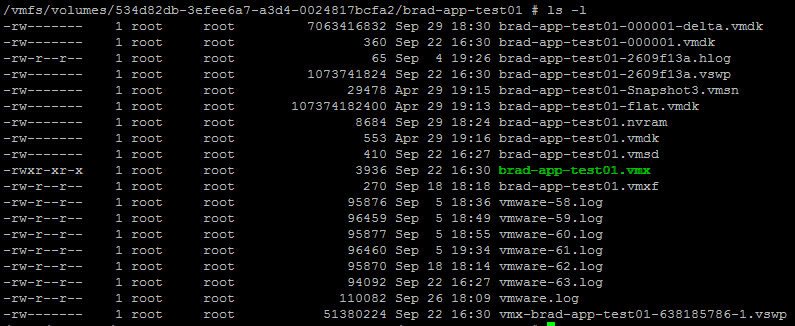 /vmfs/volumes/534d82db-3efee6a7-a3d4-0024817bcfa2/brad-app-test01 # ls -l
-rw------- 1 root root 7063416832 Sep 29 18:30 brad-app-test01-000001-delta.vmdk
-rw------- 1 root root 360 Sep 22 16:30 brad-app-test01-000001.vmdk
-rw-r--r-- 1 root root 65 Sep 4 19:26 brad-app-test01-2609f13a.hlog
-rw------- 1 root root 1073741824 Sep 22 16:30 brad-app-test01-2609f13a.vswp
-rw------- 1 root root 29478 Apr 29 19:15 brad-app-test01-Snapshot3.vmsn
-rw------- 1 root root 107374182400 Apr 29 19:13 brad-app-test01-flat.vmdk
-rw------- 1 root root 8684 Sep 29 18:24 brad-app-test01.nvram
-rw------- 1 root root 553 Apr 29 19:16 brad-app-test01.vmdk
-rw------- 1 root root 410 Sep 22 16:27 brad-app-test01.vmsd
-rwxr-xr-x 1 root root 3936 Sep 22 16:30 brad-app-test01.vmx
-rw-r--r-- 1 root root 270 Sep 18 18:18 brad-app-test01.vmxf
-rw-r--r-- 1 root root 95876 Sep 5 18:36 vmware-58.log
-rw-r--r-- 1 root root 96459 Sep 5 18:49 vmware-59.log
-rw-r--r-- 1 root root 95877 Sep 5 18:55 vmware-60.log
-rw-r--r-- 1 root root 96460 Sep 5 19:34 vmware-61.log
-rw-r--r-- 1 root root 95870 Sep 18 18:14 vmware-62.log
-rw-r--r-- 1 root root 94092 Sep 22 16:27 vmware-63.log
-rw-r--r-- 1 root root 110082 Sep 26 18:09 vmware.log
-rw------- 1 root root 51380224 Sep 22 16:30 vmx-brad-app-test01-638185786-1.vswp